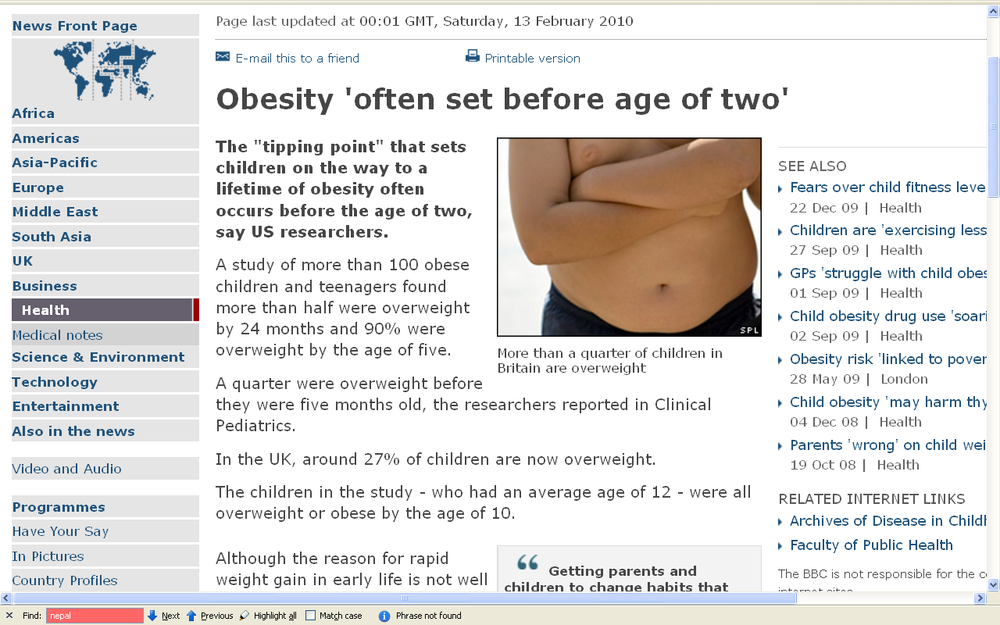 News Front Page
Africa
Americas
Asia-Pacific
Europe
Middle East
South Asia
UK
Business
Health
Medical notes
Science & Environment
Technology
Entertainment
Also in the news
Video and Audio
Programmes
Have Your Say
In Pictures
Country Profiles
Page last updated at 00:01 GMT, Saturday, 13 February 2010
E-mail this to a friend
Printable version
Obesity 'often set before age of two'
The "tipping point" that sets
children on the way to a
lifetime of obesity often
occurs before the age of two,
say US researchers.
A study of more than 100 obese
children and teenagers found
more than half were overweight
by 24 months and 90% were
overweight by the age of five.
SPL
More than a quarter of children in
Britain are overweight
A quarter were overweight before
they were five months old, the researchers reported in Clinical
Pediatrics.
In the UK, around 27% of children are now overweight.
The children in the study - who had an average age of 12 - were all
overweight or obese by the age of 10.
Although the reason for rapid
weight gain in early life is not well
“ Getting parents and
children to change habits that
SEE ALSO
Fears over child fitness leve
22 Dec 09 | Health
Children are 'exercising less
27 Sep 09 | Health
GPs 'struggle with child obes
01 Sep 09 | Health
Child obesity drug use 'soari
02 Sep 09 | Health
Obesity risk 'linked to pover
28 May 09 | London
Child obesity 'may harm thy
04 Dec 08 | Health
Parents 'wrong' on child wei
19 Oct 08 | Health
RELATED INTERNET LINKS
Archives of Disease in Childh
Faculty of Public Health
The BBC is not responsible for the co
internet sites
Find: nepal Next Previous Highlight all Match case Phrase not found